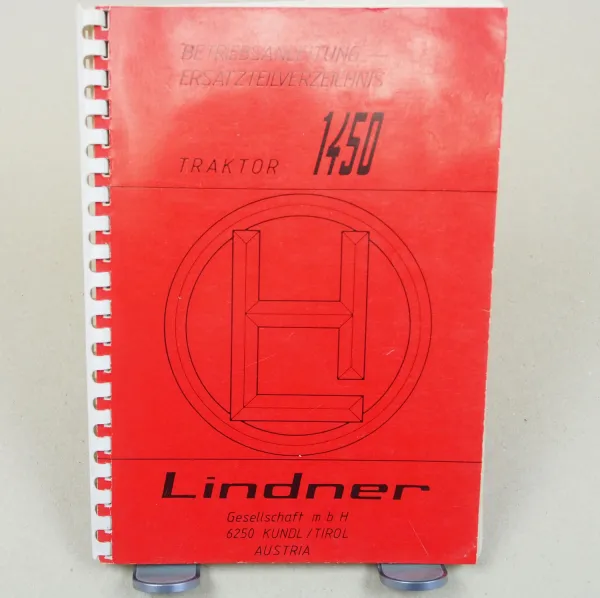 BETRIEBSANLEITUNG
ERSATZTEILVERZEICHNIS
TRAKTOR 1450
Lindner
Gesellschaft m b H
6250 KUNDL/TIROL
AUSTRIA